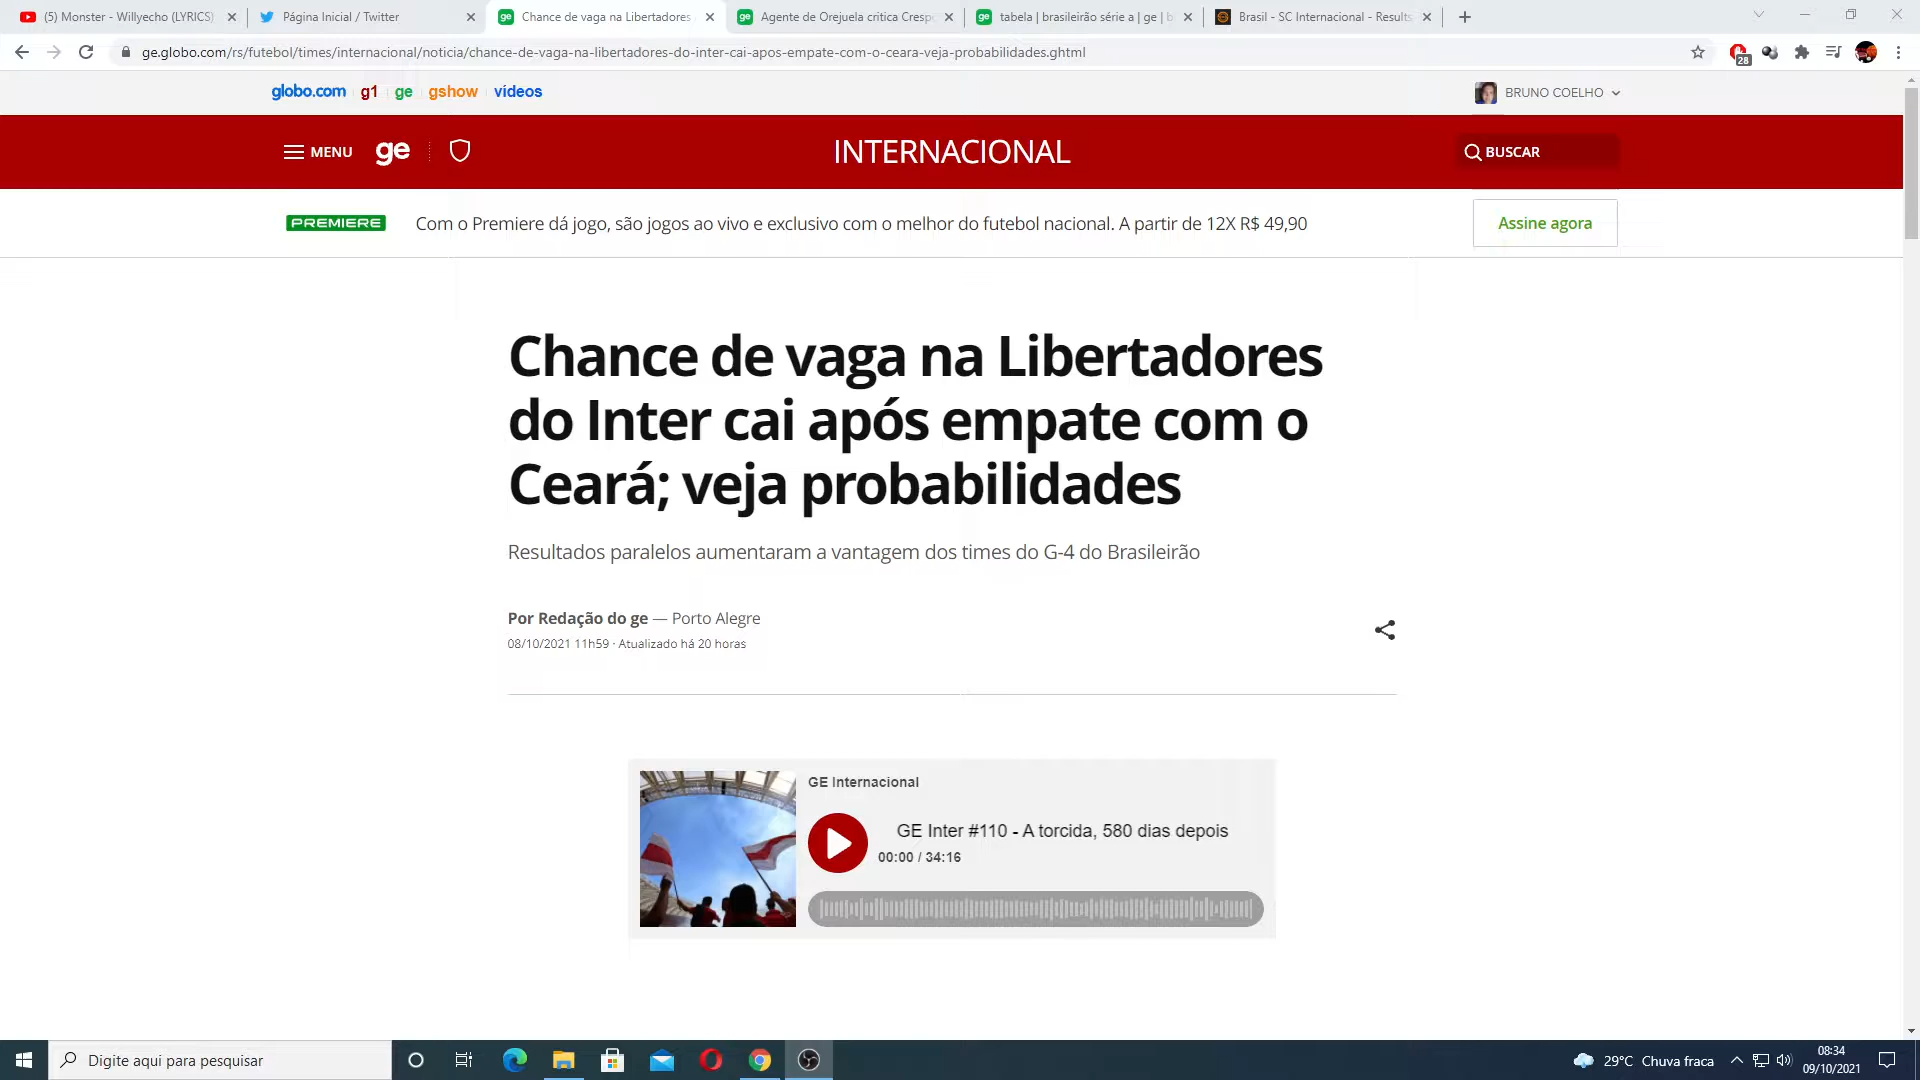 (5) Monster - Willyecho (LYRICS)
Página Inicial / Twitter
Chance de vaga na Libertadores
Agente de Orejuela critica Crespo
tabela | brasileirão série a | ge | b
Brasil - SC Internacional - Results
ge.globo.com/rs/futebol/times/internacional/noticia/chance-de-vaga-na-libertadores-do-inter-cai-apos-empate-com-o-ceara-veja-probabilidades.ghtml
28
globo.com g1 ge gshow vídeos
BRUNO COELHO
MENU ge
INTERNACIONAL
BUSCAR
PREMIERE
Com o Premiere dá jogo, são jogos ao vivo e exclusivo com o melhor do futebol nacional. A partir de 12X R$ 49,90
Assine agora
Chance de vaga na Libertadores
do Inter cai após empate com o
Ceará; veja probabilidades
Resultados paralelos aumentaram a vantagem dos times do G-4 do Brasileirão
Por Redação do ge — Porto Alegre
08/10/2021 11h59 · Atualizado há 20 horas
GE Internacional
GE Inter #110 - A torcida, 580 dias depois
00:00 / 34:16
Digite aqui para pesquisar
29°C Chuva fraca
08:34
09/10/2021